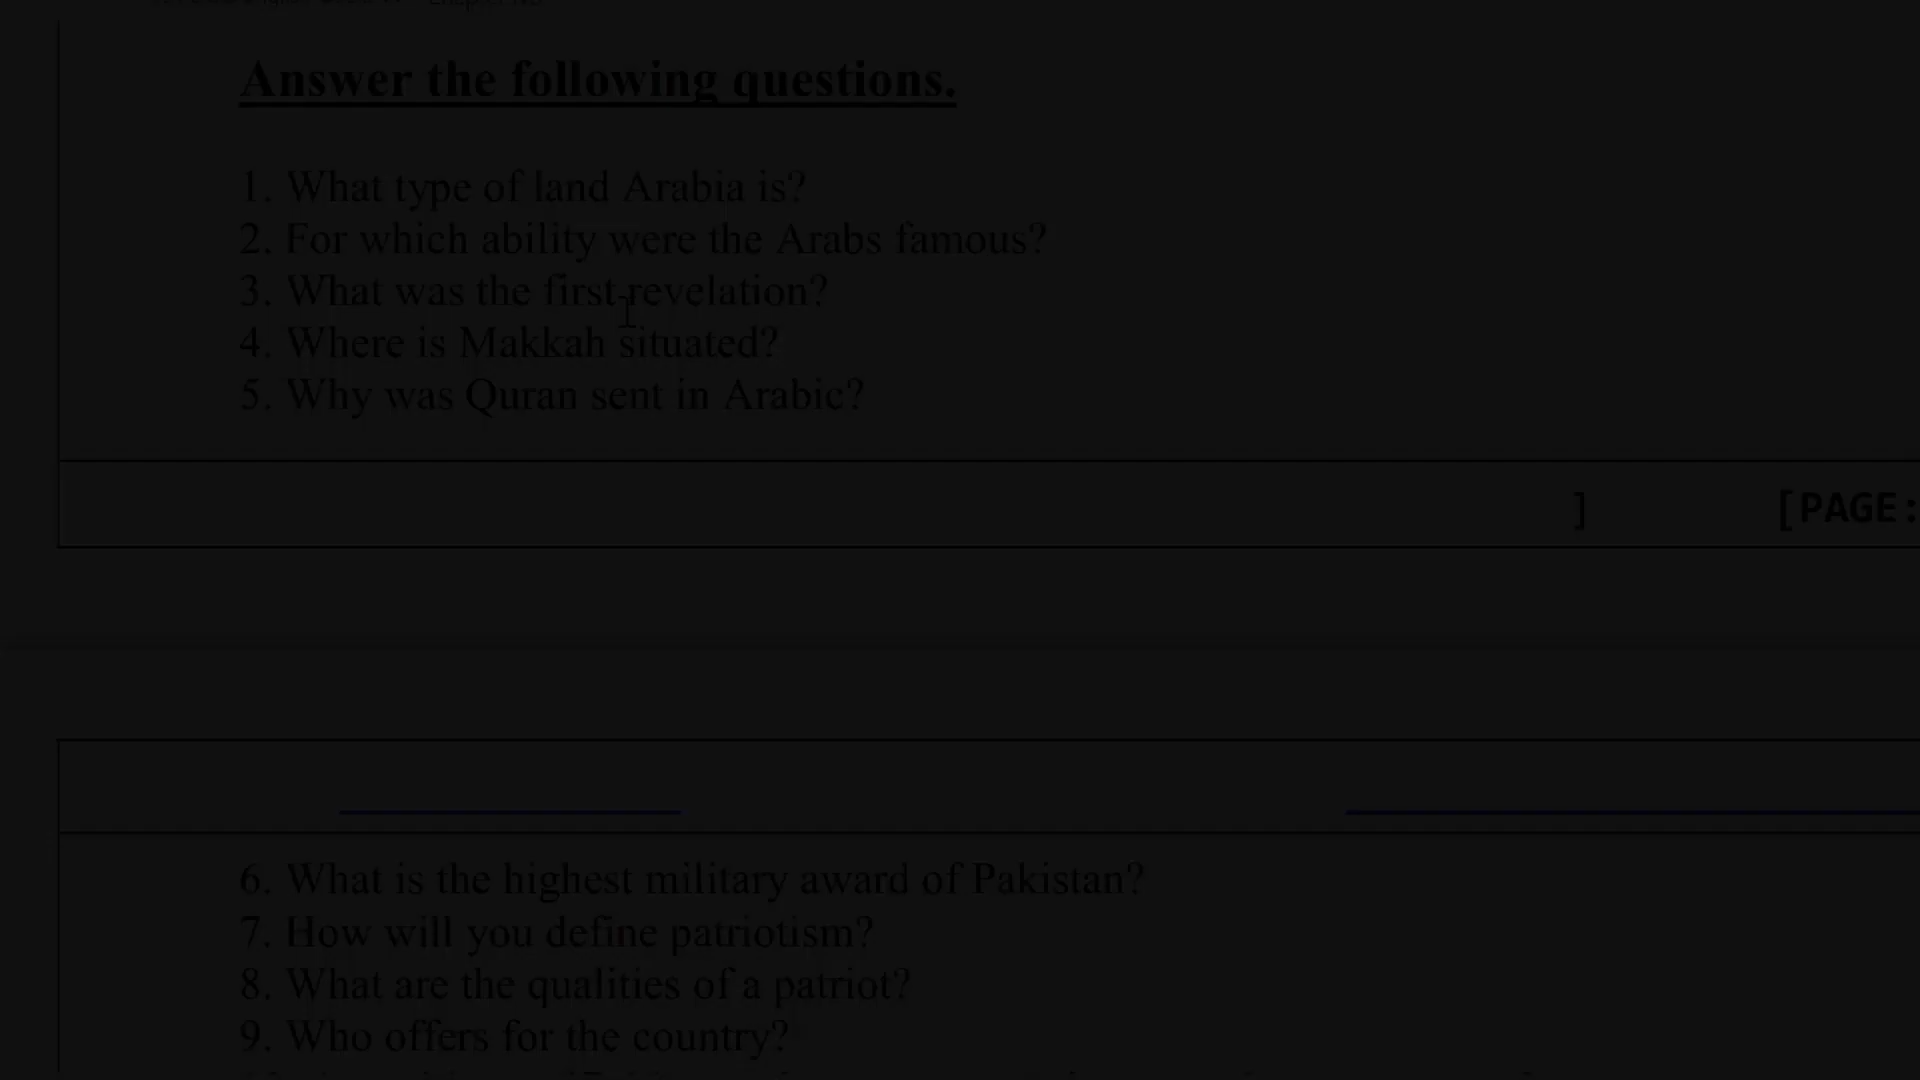 Answer the following questions.
1. What type of land Arabia is?
2. For which ability were the Arabs famous?
3. What was the first revelation?
4. Where is Makkah situated?
5. Why was Quran sent in Arabic?
] [PAGE:
6. What is the highest military award of Pakistan?
7. How will you define patriotism?
8. What are the qualities of a patriot?
9. Who offers for the country?